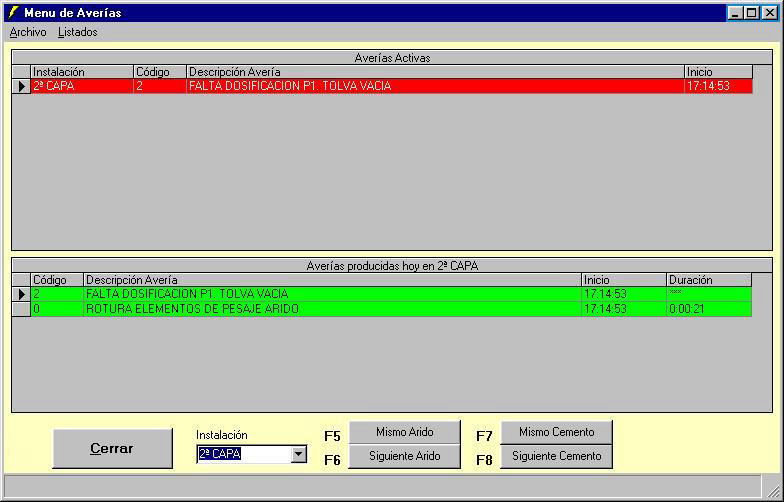 Menu de Averías
Archivo Listados
Averías Activas
Instalación Código Descripción Avería Inicio
2ª CAPA 2 FALTA DOSIFICACION P1. TOLVA VACIA 17:14:53
Averías producidas hoy en 2ª CAPA
Código Descripción Avería Inicio Duración
2 FALTA DOSIFICACION P1. TOLVA VACIA 17:14:53 ***
0 ROTURA ELEMENTOS DE PESAJE ARIDO 17:14:53 0:00:21
Cerrar
Instalación
2ª CAPA
F5 Mismo Arido F7 Mismo Cemento
F6 Siguiente Arido F8 Siguiente Cemento